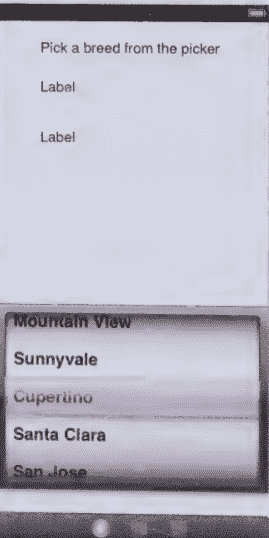 Pick a breed from the picker
Label
Label
Mountain View
Sunnyvale
Cupertino
Santa Clara
San Jose